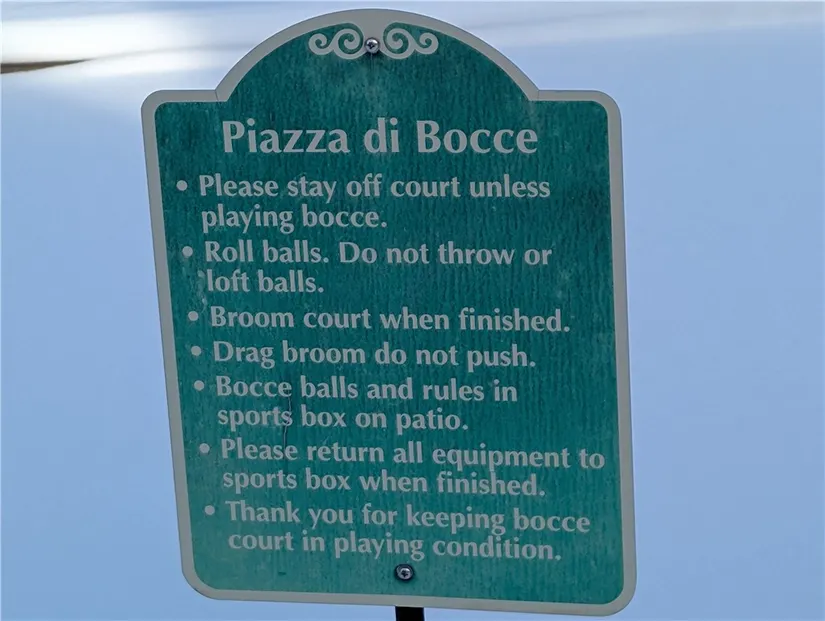 Piazza di Bocce
• Please stay off court unless
playing bocce.
• Roll balls. Do not throw or
loft balls.
• Broom court when finished.
• Drag broom do not push.
• Bocce balls and rules in
sports box on patio.
• Please return all equipment to
sports box when finished.
• Thank you for keeping bocce
court in playing condition.